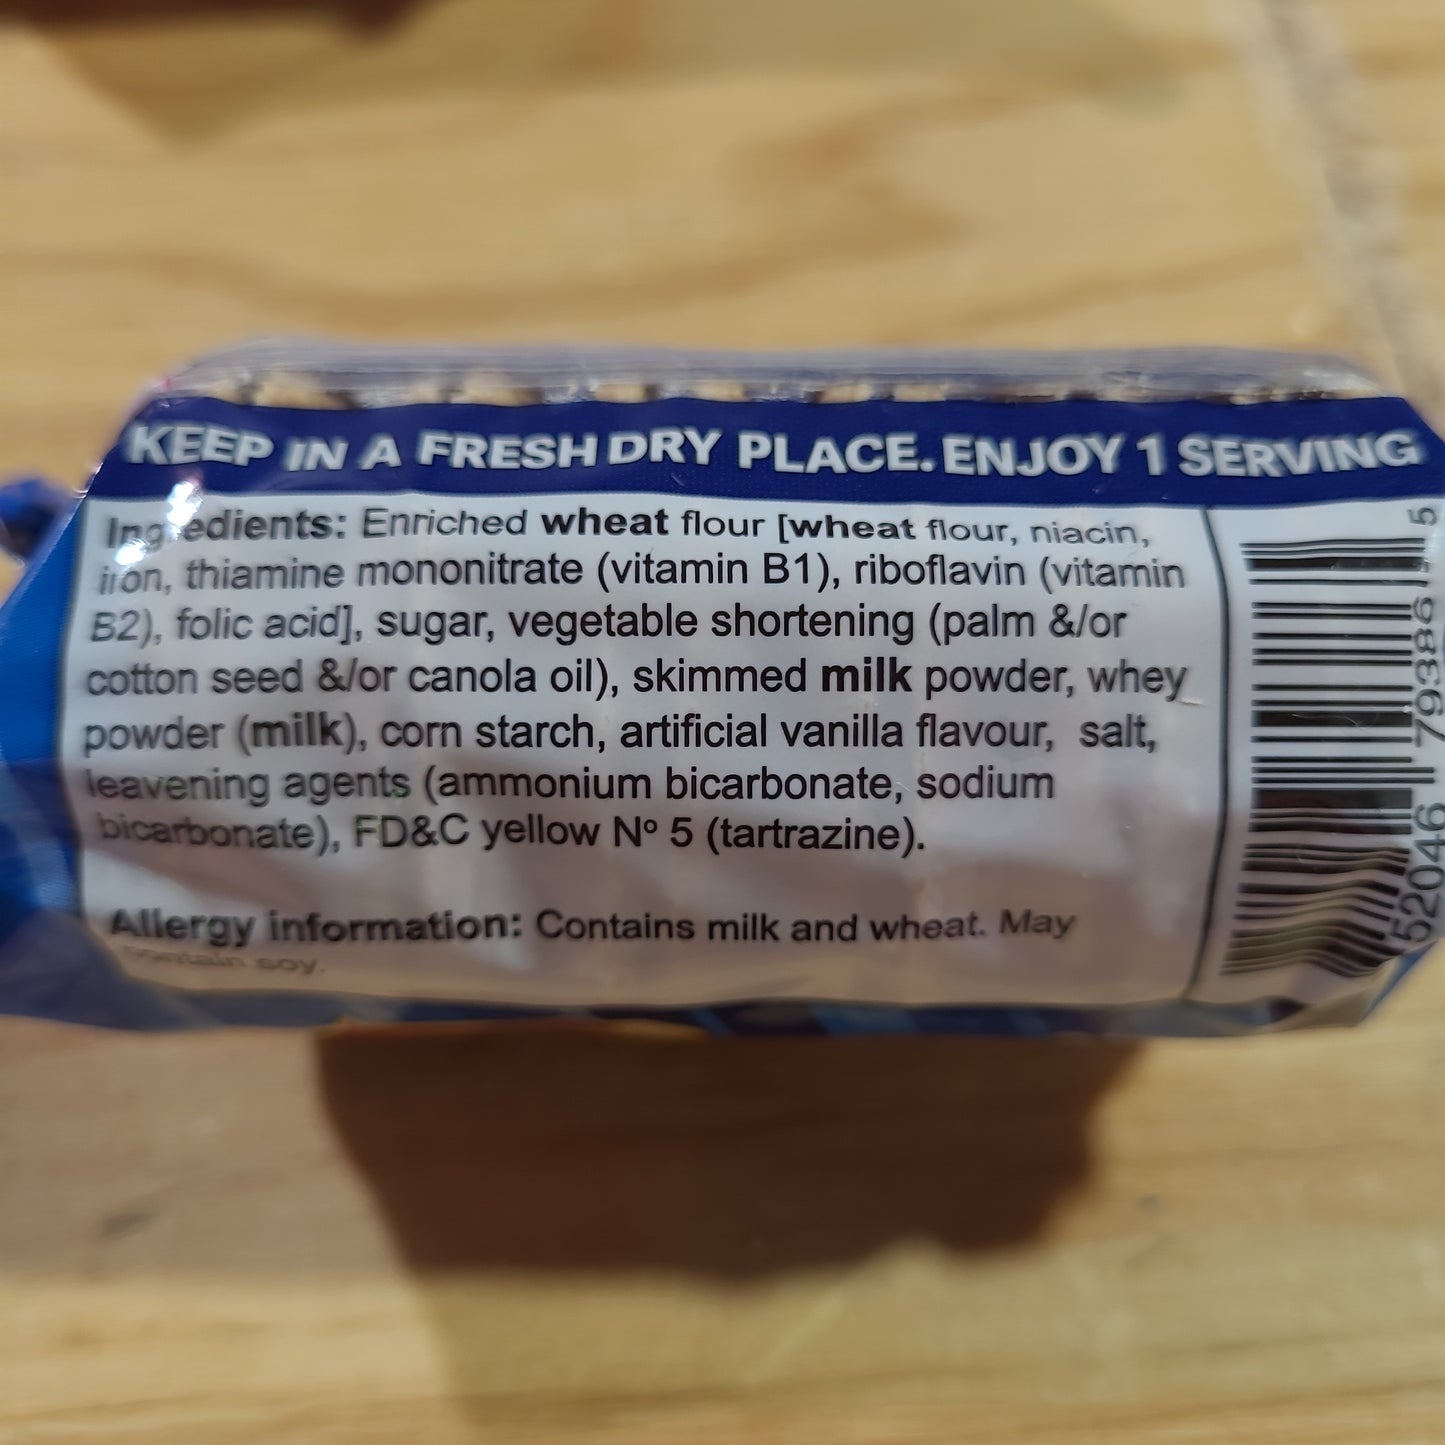 KEEP IN A FRESH DRY PLACE. ENJOY 1 SERVING
Ingredients: Enriched wheat flour [wheat flour, niacin,
iron, thiamine mononitrate (vitamin B1), riboflavin (vitamin
B2), folic acid], sugar, vegetable shortening (palm &/or
cotton seed &/or canola oil), skimmed milk powder, whey
powder (milk), corn starch, artificial vanilla flavour, salt,
leavening agents (ammonium bicarbonate, sodium
bicarbonate), FD&C yellow Nº 5 (tartrazine).
Allergy information: Contains milk and wheat. May
contain soy.